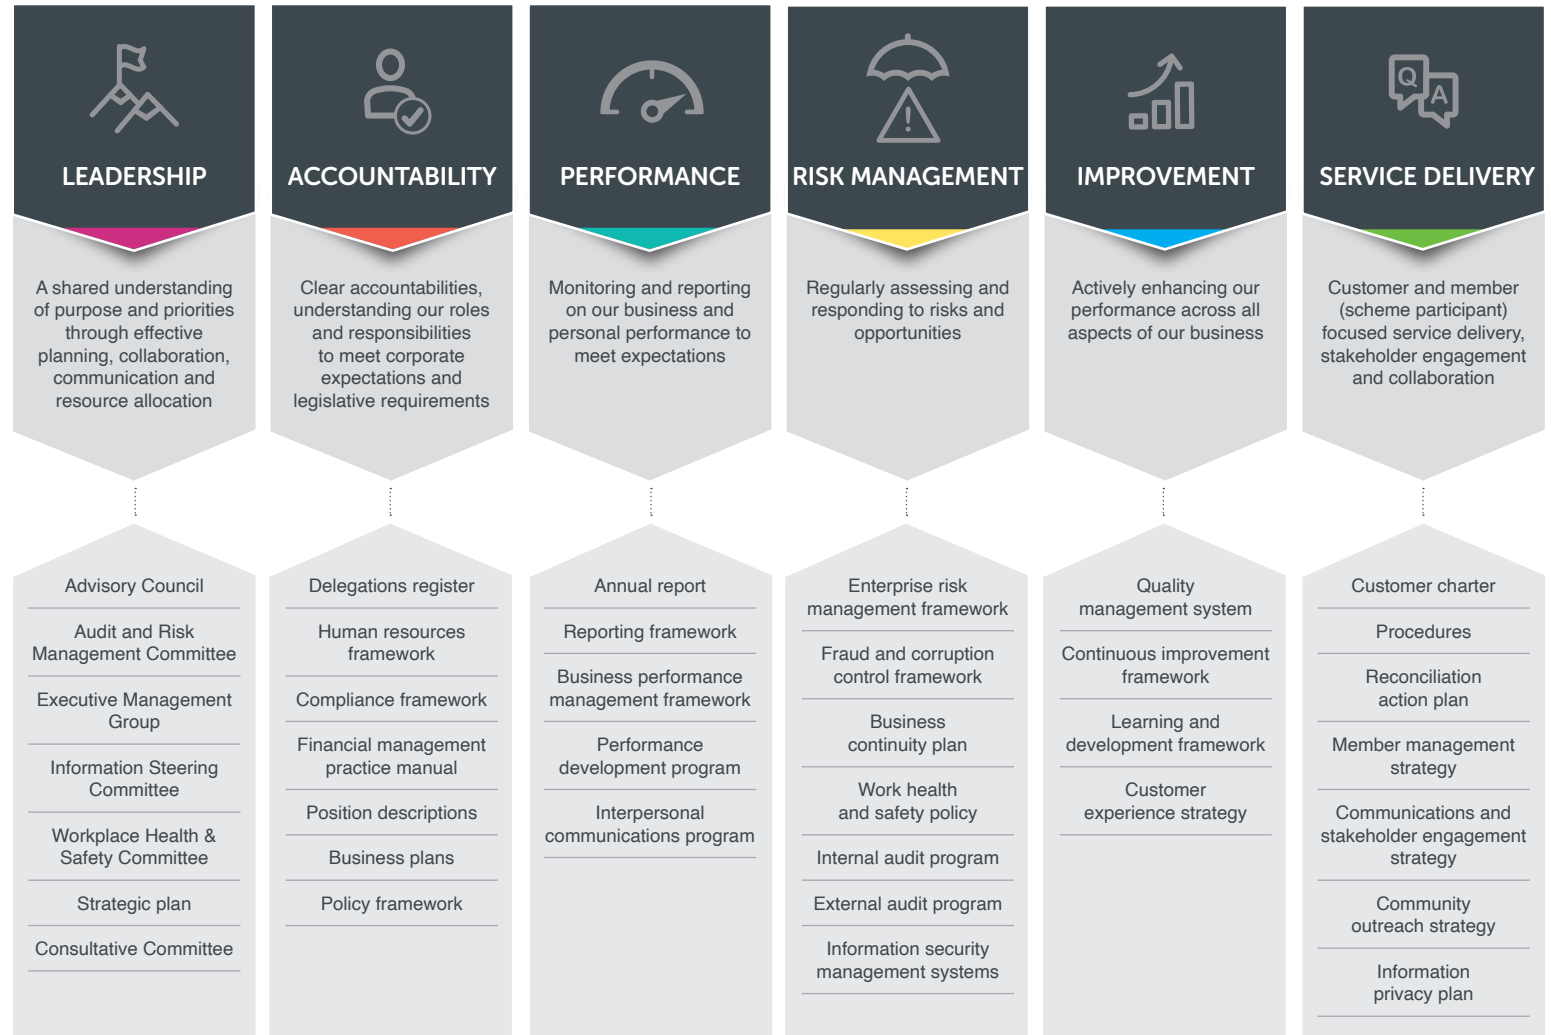 LEADERSHIP
A shared understanding
of purpose and priorities
through effective
planning, collaboration,
communication and
resource allocation
Advisory Council
Audit and Risk
Management Committee
Executive Management
Group
Information Steering
Committee
Workplace Health &
Safety Committee
Strategic plan
Consultative Committee
ACCOUNTABILITY
Clear accountabilities,
understanding our roles
and responsibilities
to meet corporate
expectations and
legislative requirements
Delegations register
Human resources
framework
Compliance framework
Financial management
practice manual
Position descriptions
Business plans
Policy framework
PERFORMANCE
Monitoring and reporting
on our business and
personal performance to
meet expectations
Annual report
Reporting framework
Business performance
management framework
Performance
development program
Interpersonal
communications program
!
RISK MANAGEMENT
Regularly assessing and
responding to risks and
opportunities
Enterprise risk
management framework
Fraud and corruption
control framework
Business
continuity plan
Work health
and safety policy
Internal audit program
External audit program
Information security
management systems
IMPROVEMENT
Actively enhancing our
performance across all
aspects of our business
Quality
management system
Continuous improvement
framework
Learning and
development framework
Customer
experience strategy
Q
A
SERVICE DELIVERY
Customer and member
(scheme participant)
focused service delivery,
stakeholder engagement
and collaboration
Customer charter
Procedures
Reconciliation
action plan
Member management
strategy
Communications and
stakeholder engagement
strategy
Community
outreach strategy
Information
privacy plan